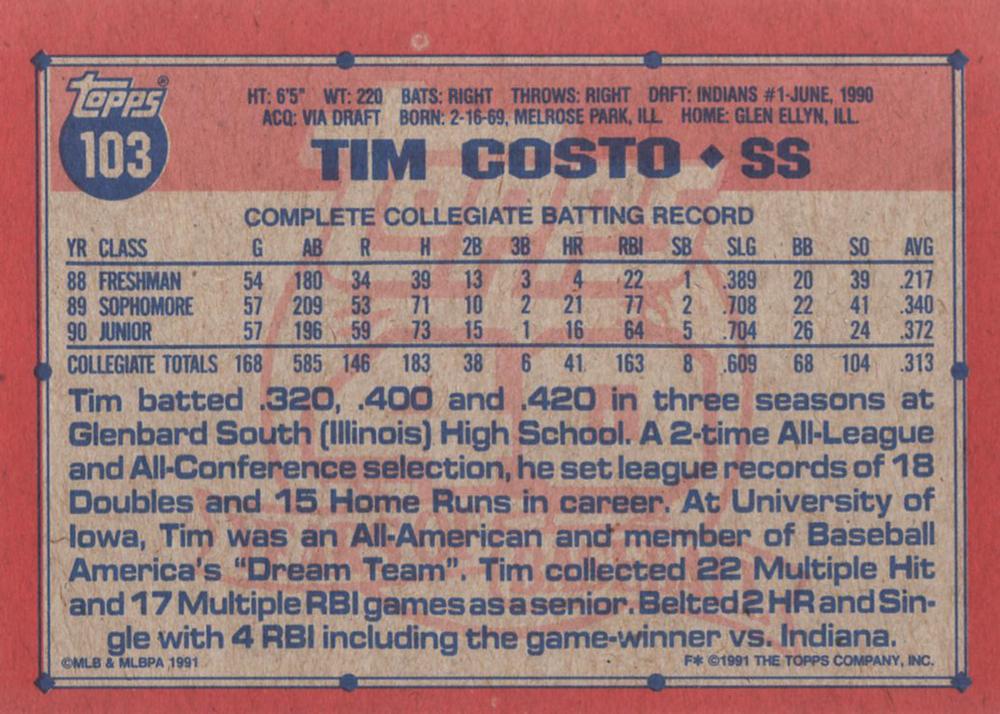 TOPPS®
103
HT: 6'5" WT: 220 BATS: RIGHT THROWS: RIGHT DRFT: INDIANS #1-JUNE, 1990
ACQ: VIA DRAFT BORN: 2-16-69, MELROSE PARK, ILL. HOME: GLEN ELLYN, ILL.
TIM COSTO ◆ SS
COMPLETE COLLEGIATE BATTING RECORD
YR CLASS G AB R H 2B 3B HR RBI SB SLG BB SO AVG
88 FRESHMAN 54 180 34 39 13 3 4 22 1 .389 20 39 .217
89 SOPHOMORE 57 209 53 71 10 2 21 77 2 .708 22 41 .340
90 JUNIOR 57 196 59 73 15 1 16 64 5 .704 26 24 .372
COLLEGIATE TOTALS 168 585 146 183 38 6 41 163 8 .609 68 104 .313
Tim batted .320, .400 and .420 in three seasons at
Glenbard South (Illinois) High School. A 2-time All-League
and All-Conference selection, he set league records of 18
Doubles and 15 Home Runs in career. At University of
Iowa, Tim was an All-American and member of Baseball
America's "Dream Team". Tim collected 22 Multiple Hit
and 17 Multiple RBI games as a senior. Belted 2 HR and Sin-
gle with 4 RBI including the game-winner vs. Indiana.
©MLB & MLBPA 1991 F* ©1991 THE TOPPS COMPANY, INC.